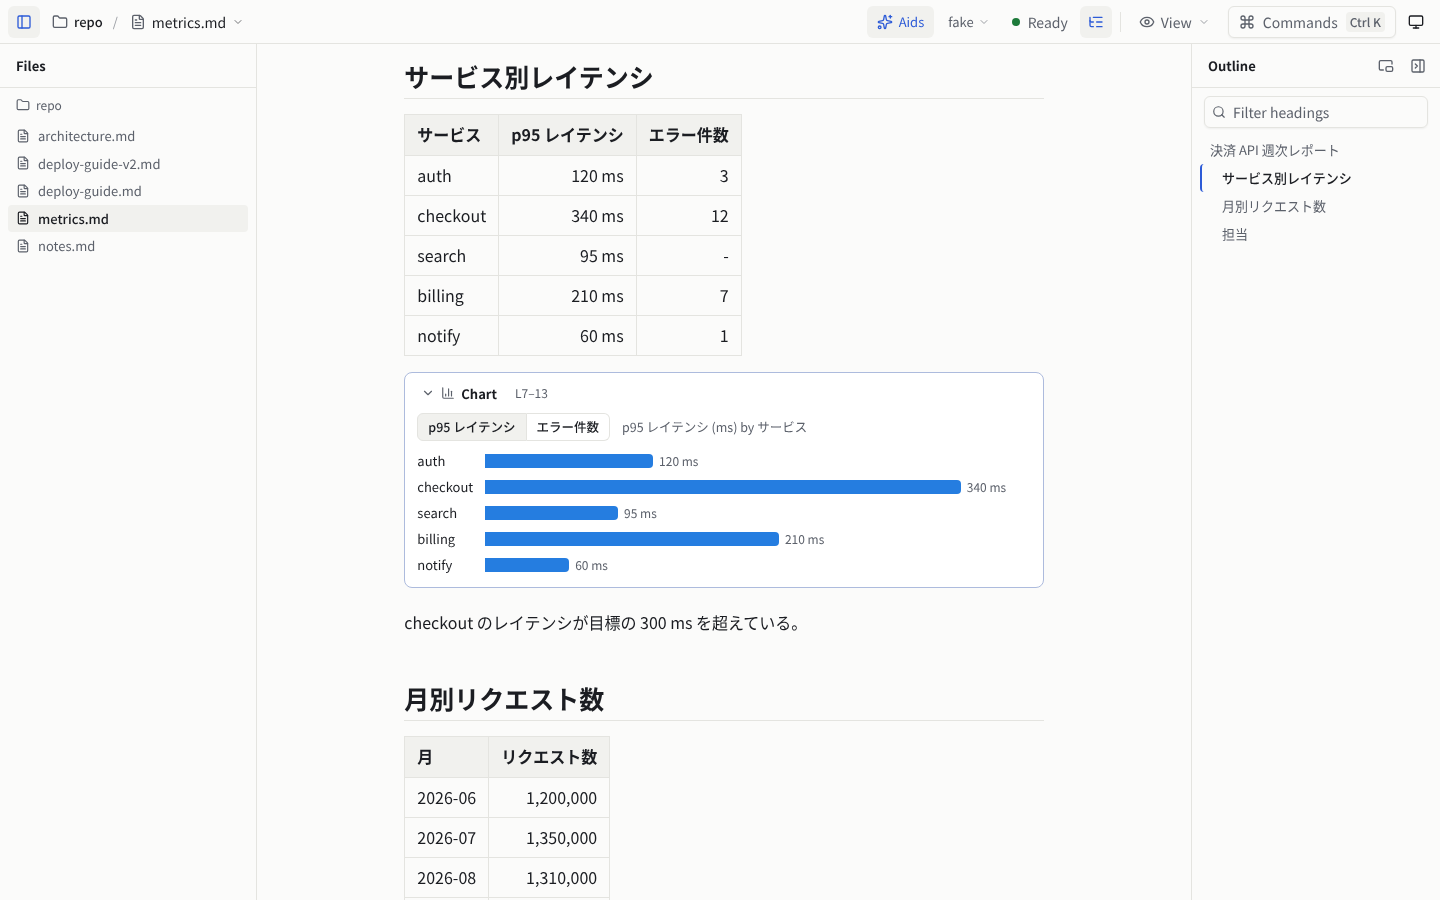 repo / metrics.md
Aids
fake
Ready
View
Commands Ctrl K
Files
repo
architecture.md
deploy-guide-v2.md
deploy-guide.md
metrics.md
notes.md
サービス別レイテンシ
サービス p95 レイテンシ エラー件数
auth 120 ms 3
checkout 340 ms 12
search 95 ms -
billing 210 ms 7
notify 60 ms 1
Chart L7–13
p95 レイテンシ エラー件数 p95 レイテンシ (ms) by サービス
auth 120 ms
checkout 340 ms
search 95 ms
billing 210 ms
notify 60 ms
checkout のレイテンシが目標の 300 ms を超えている。
月別リクエスト数
月 リクエスト数
2026-06 1,200,000
2026-07 1,350,000
2026-08 1,310,000
Outline
Filter headings
決済 API 週次レポート
サービス別レイテンシ
月別リクエスト数
担当